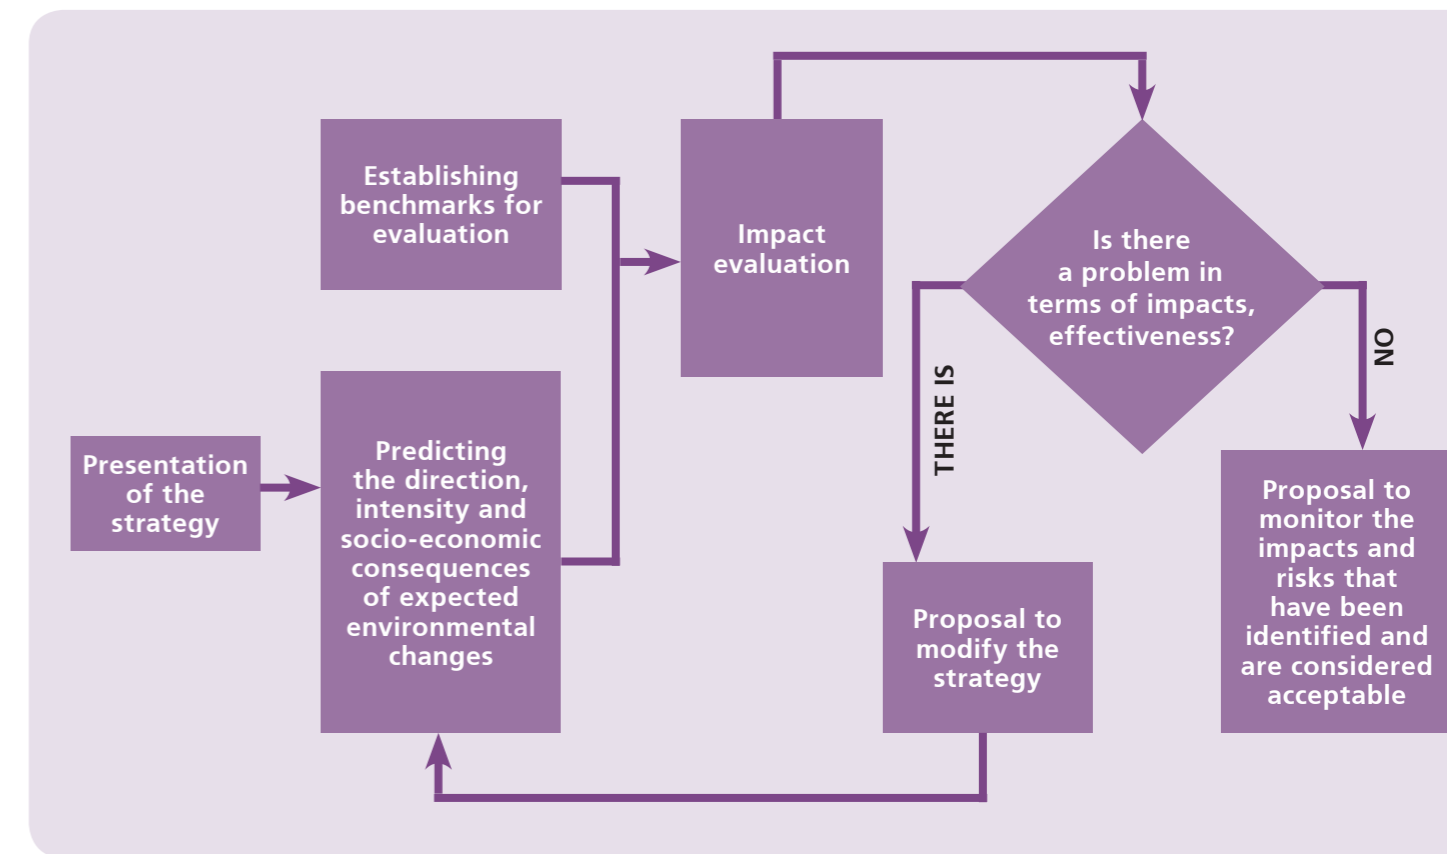 Establishing
benchmarks for
evaluation
Impact
evaluation
Is there
a problem in
terms of impacts,
effectiveness?
Presentation
of the
strategy
Predicting
the direction,
intensity and
socio-economic
consequences
of expected
environmental
changes
THERE IS
NO
Proposal to
modify the
strategy
Proposal to
monitor the
impacts and
risks that
have been
identified and
are considered
acceptable